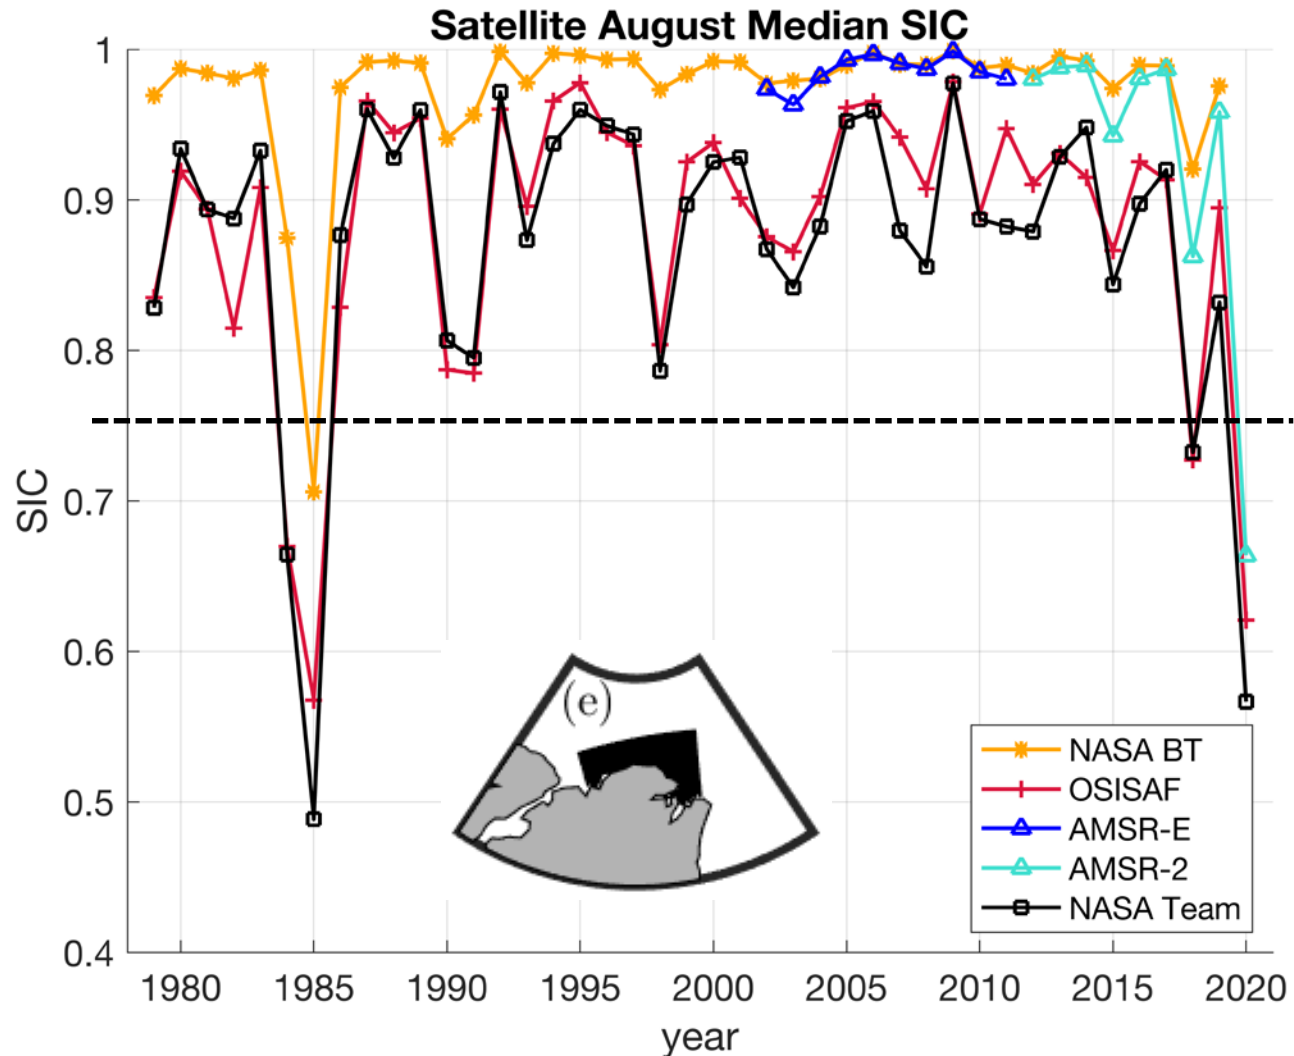 Satellite August Median SIC
1
0.9
0.8
0.7
0.6
0.5
0.4
SIC
(e)
NASA BT
OSISAF
AMSR-E
AMSR-2
NASA Team
1980 1985 1990 1995 2000 2005 2010 2015 2020
year